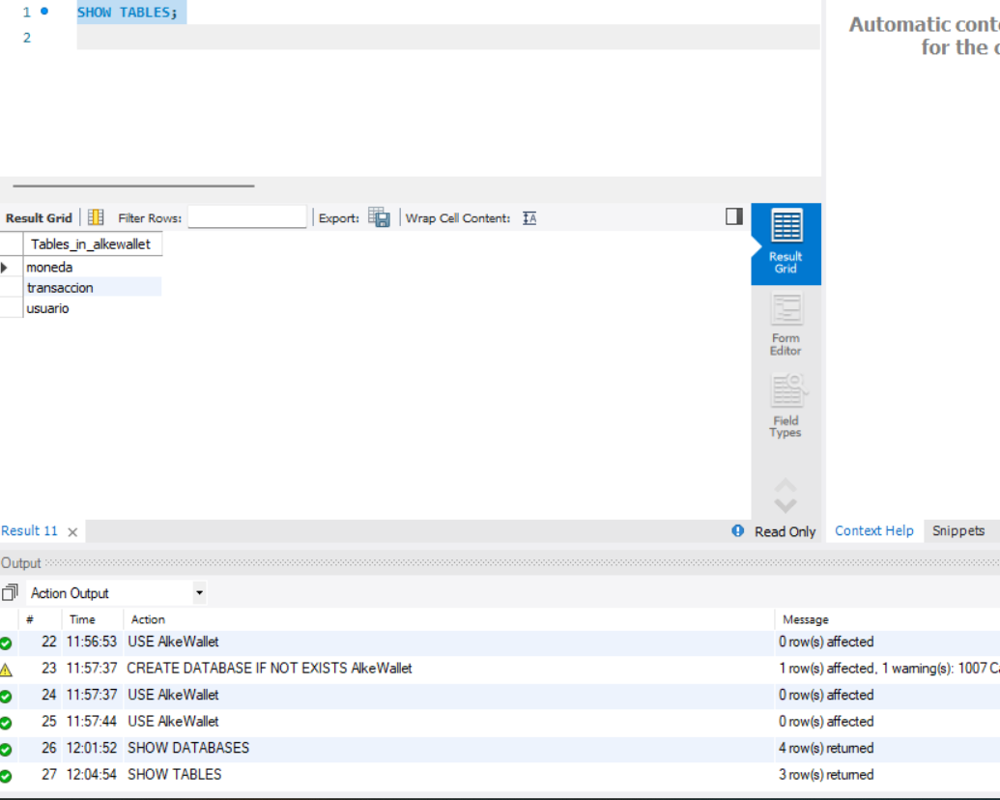 1 SHOW TABLES;
2
Automatic cont
for the
Result Grid Filter Rows: Export: Wrap Cell Content:
Tables_in_alkewallet
moneda
transaccion
usuario
Result
Grid
Form
Editor
Field
Types
Result 11 Read Only Context Help Snippets
Output
Action Output
# Time Action Message
22 11:56:53 USE AlkeWallet 0 row(s) affected
23 11:57:37 CREATE DATABASE IF NOT EXISTS AlkeWallet 1 row(s) affected, 1 warning(s): 1007 Ca
24 11:57:37 USE AlkeWallet 0 row(s) affected
25 11:57:44 USE AlkeWallet 0 row(s) affected
26 12:01:52 SHOW DATABASES 4 row(s) returned
27 12:04:54 SHOW TABLES 3 row(s) returned